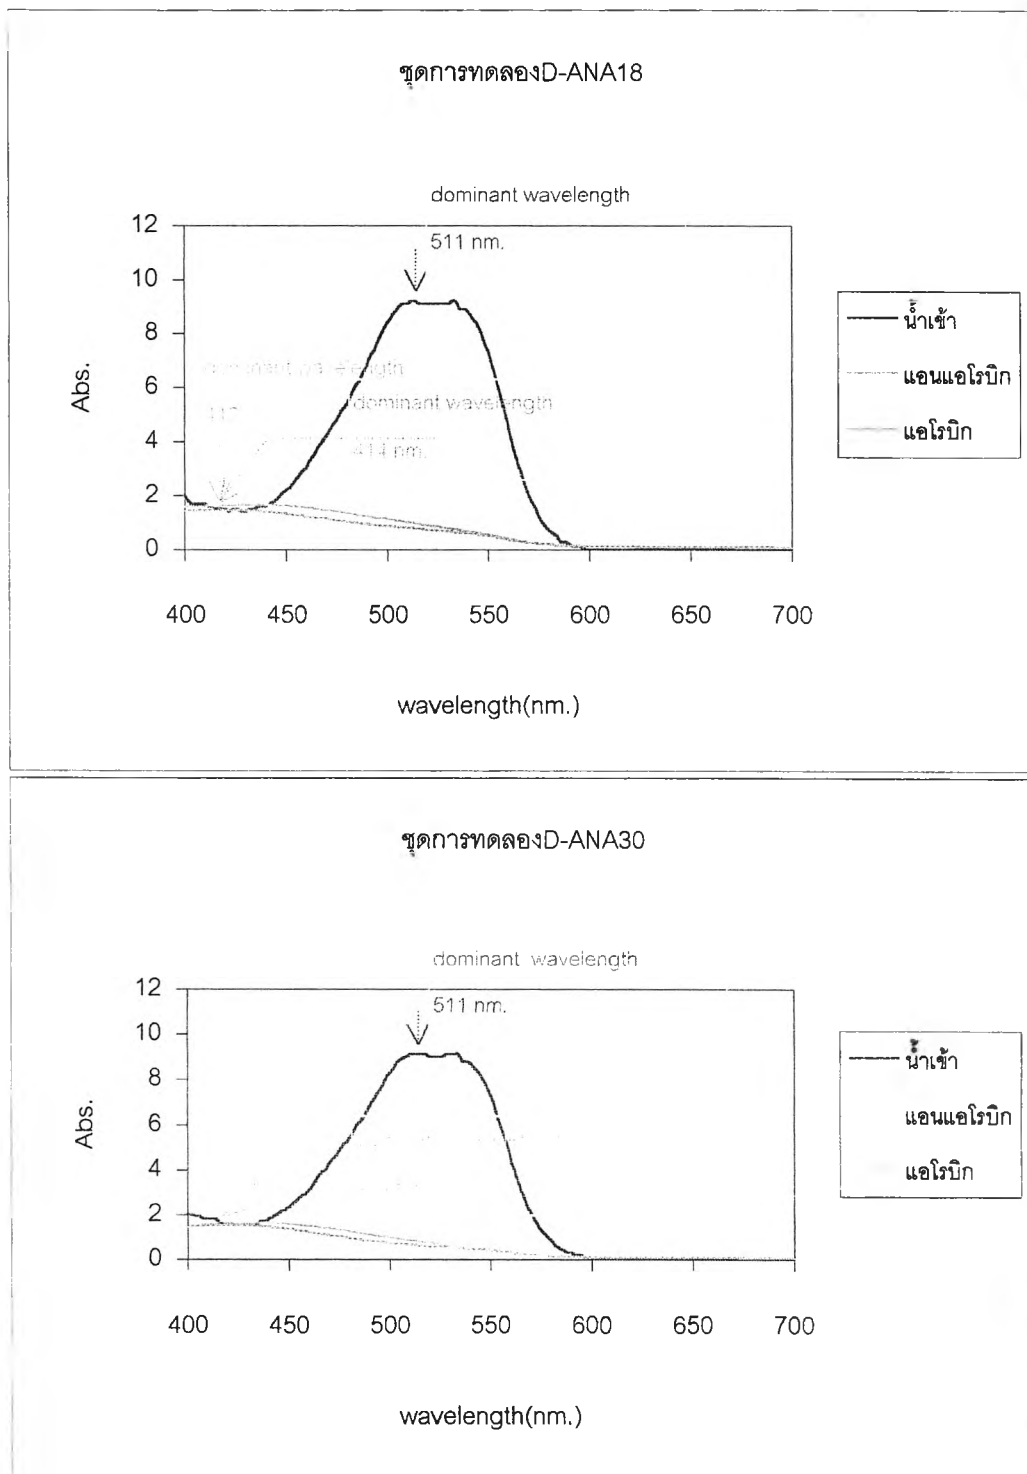 ชุดการทดลองD-ANA18
dominant wavelength
511 nm.
12
10
8
6
4
2
0
Abs.
dominant wavelength
dominant wavelength
414 nm.
400 450 500 550 600 650 700
wavelength(nm.)
น้ำเข้า
แอนแอโรบิก
แอโรบิก
ชุดการทดลองD-ANA30
dominant wavelength
511 nm.
12
10
8
6
4
2
0
Abs.
400 450 500 550 600 650 700
wavelength(nm.)
น้ำเข้า
แอนแอโรบิก
แอโรบิก